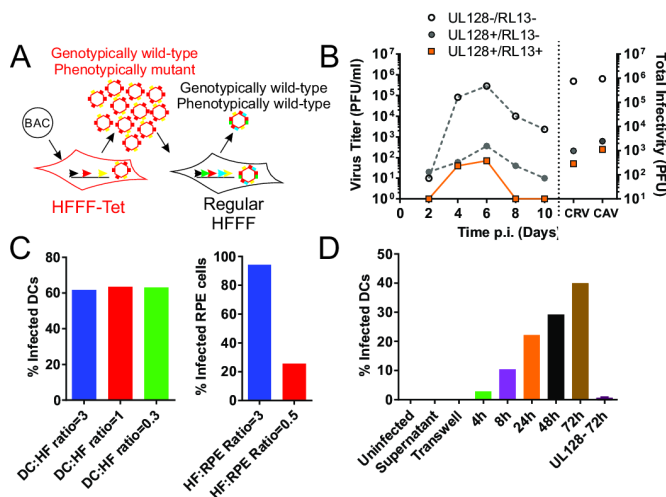 A
Genotypically wild-type
Phenotypically mutant
Genotypically wild-type
Phenotypically wild-type
BAC
HFFF-Tet
Regular
HFFF
B
UL128-/RL13-
UL128+/RL13-
UL128+/RL13+
Virus Titer (PFU/ml)
10⁷
10⁶
10⁵
10⁴
10³
10²
10¹
10⁰
0 2 4 6 8 10
CRV CAV
Time p.i. (Days)
10⁶
10⁵
10⁴
10³
10²
10¹
Total Infectivity
(PFU)
C
% Infected DCs
80
60
40
20
0
DC:HF ratio=3
DC:HF ratio=1
DC:HF ratio=0.3
% Infected RPE cells
100
80
60
40
20
0
HF:RPE Ratio=3
HF:RPE Ratio=0.5
D
% Infected DCs
50
40
30
20
10
0
Uninfected
Supernatant
Transwell
4h
8h
24h
48h
72h
UL128- 72h